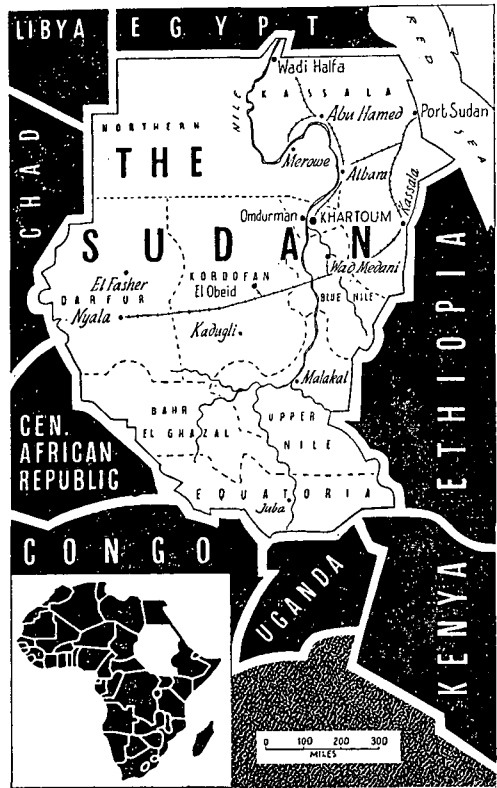 LIBYA
EGYPT
RED SEA
Wadi Halfa
KASSALA
NILE
Abu Hamed
Port Sudan
CHAD
NORTHERN
THE
Merowe
Atbara
Kassala
Omdurman
KHARTOUM
SUDAN
Wad Medani
El Fasher
KORDOFAN
El Obeid
BLUE NILE
DARFUR
Nyala
Kadugli
ETHIOPIA
Malakal
BAHR
EL GHAZAL
UPPER
NILE
CEN.
AFRICAN
REPUBLIC
EQUATORIA
Juba
CONGO
UGANDA
KENYA
0 100 200 300
MILES